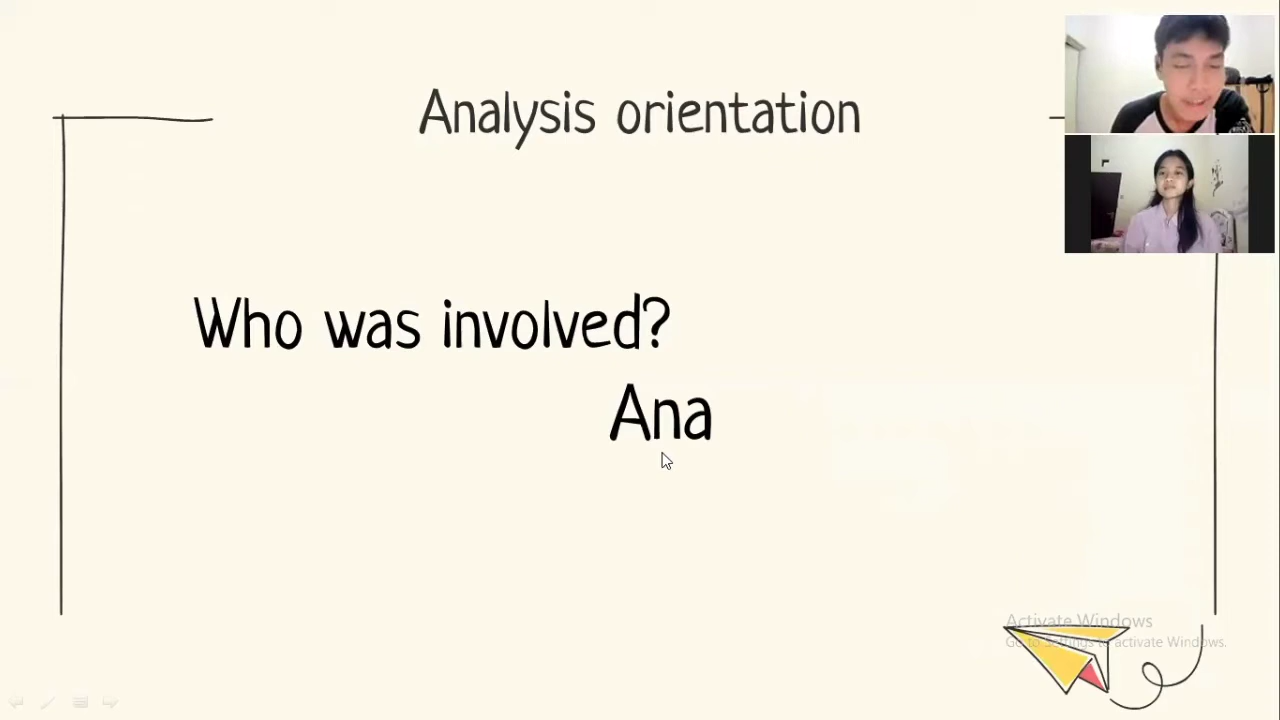 Analysis orientation
Who was involved?
Ana
Activate Windows
Go to Settings to activate Windows.